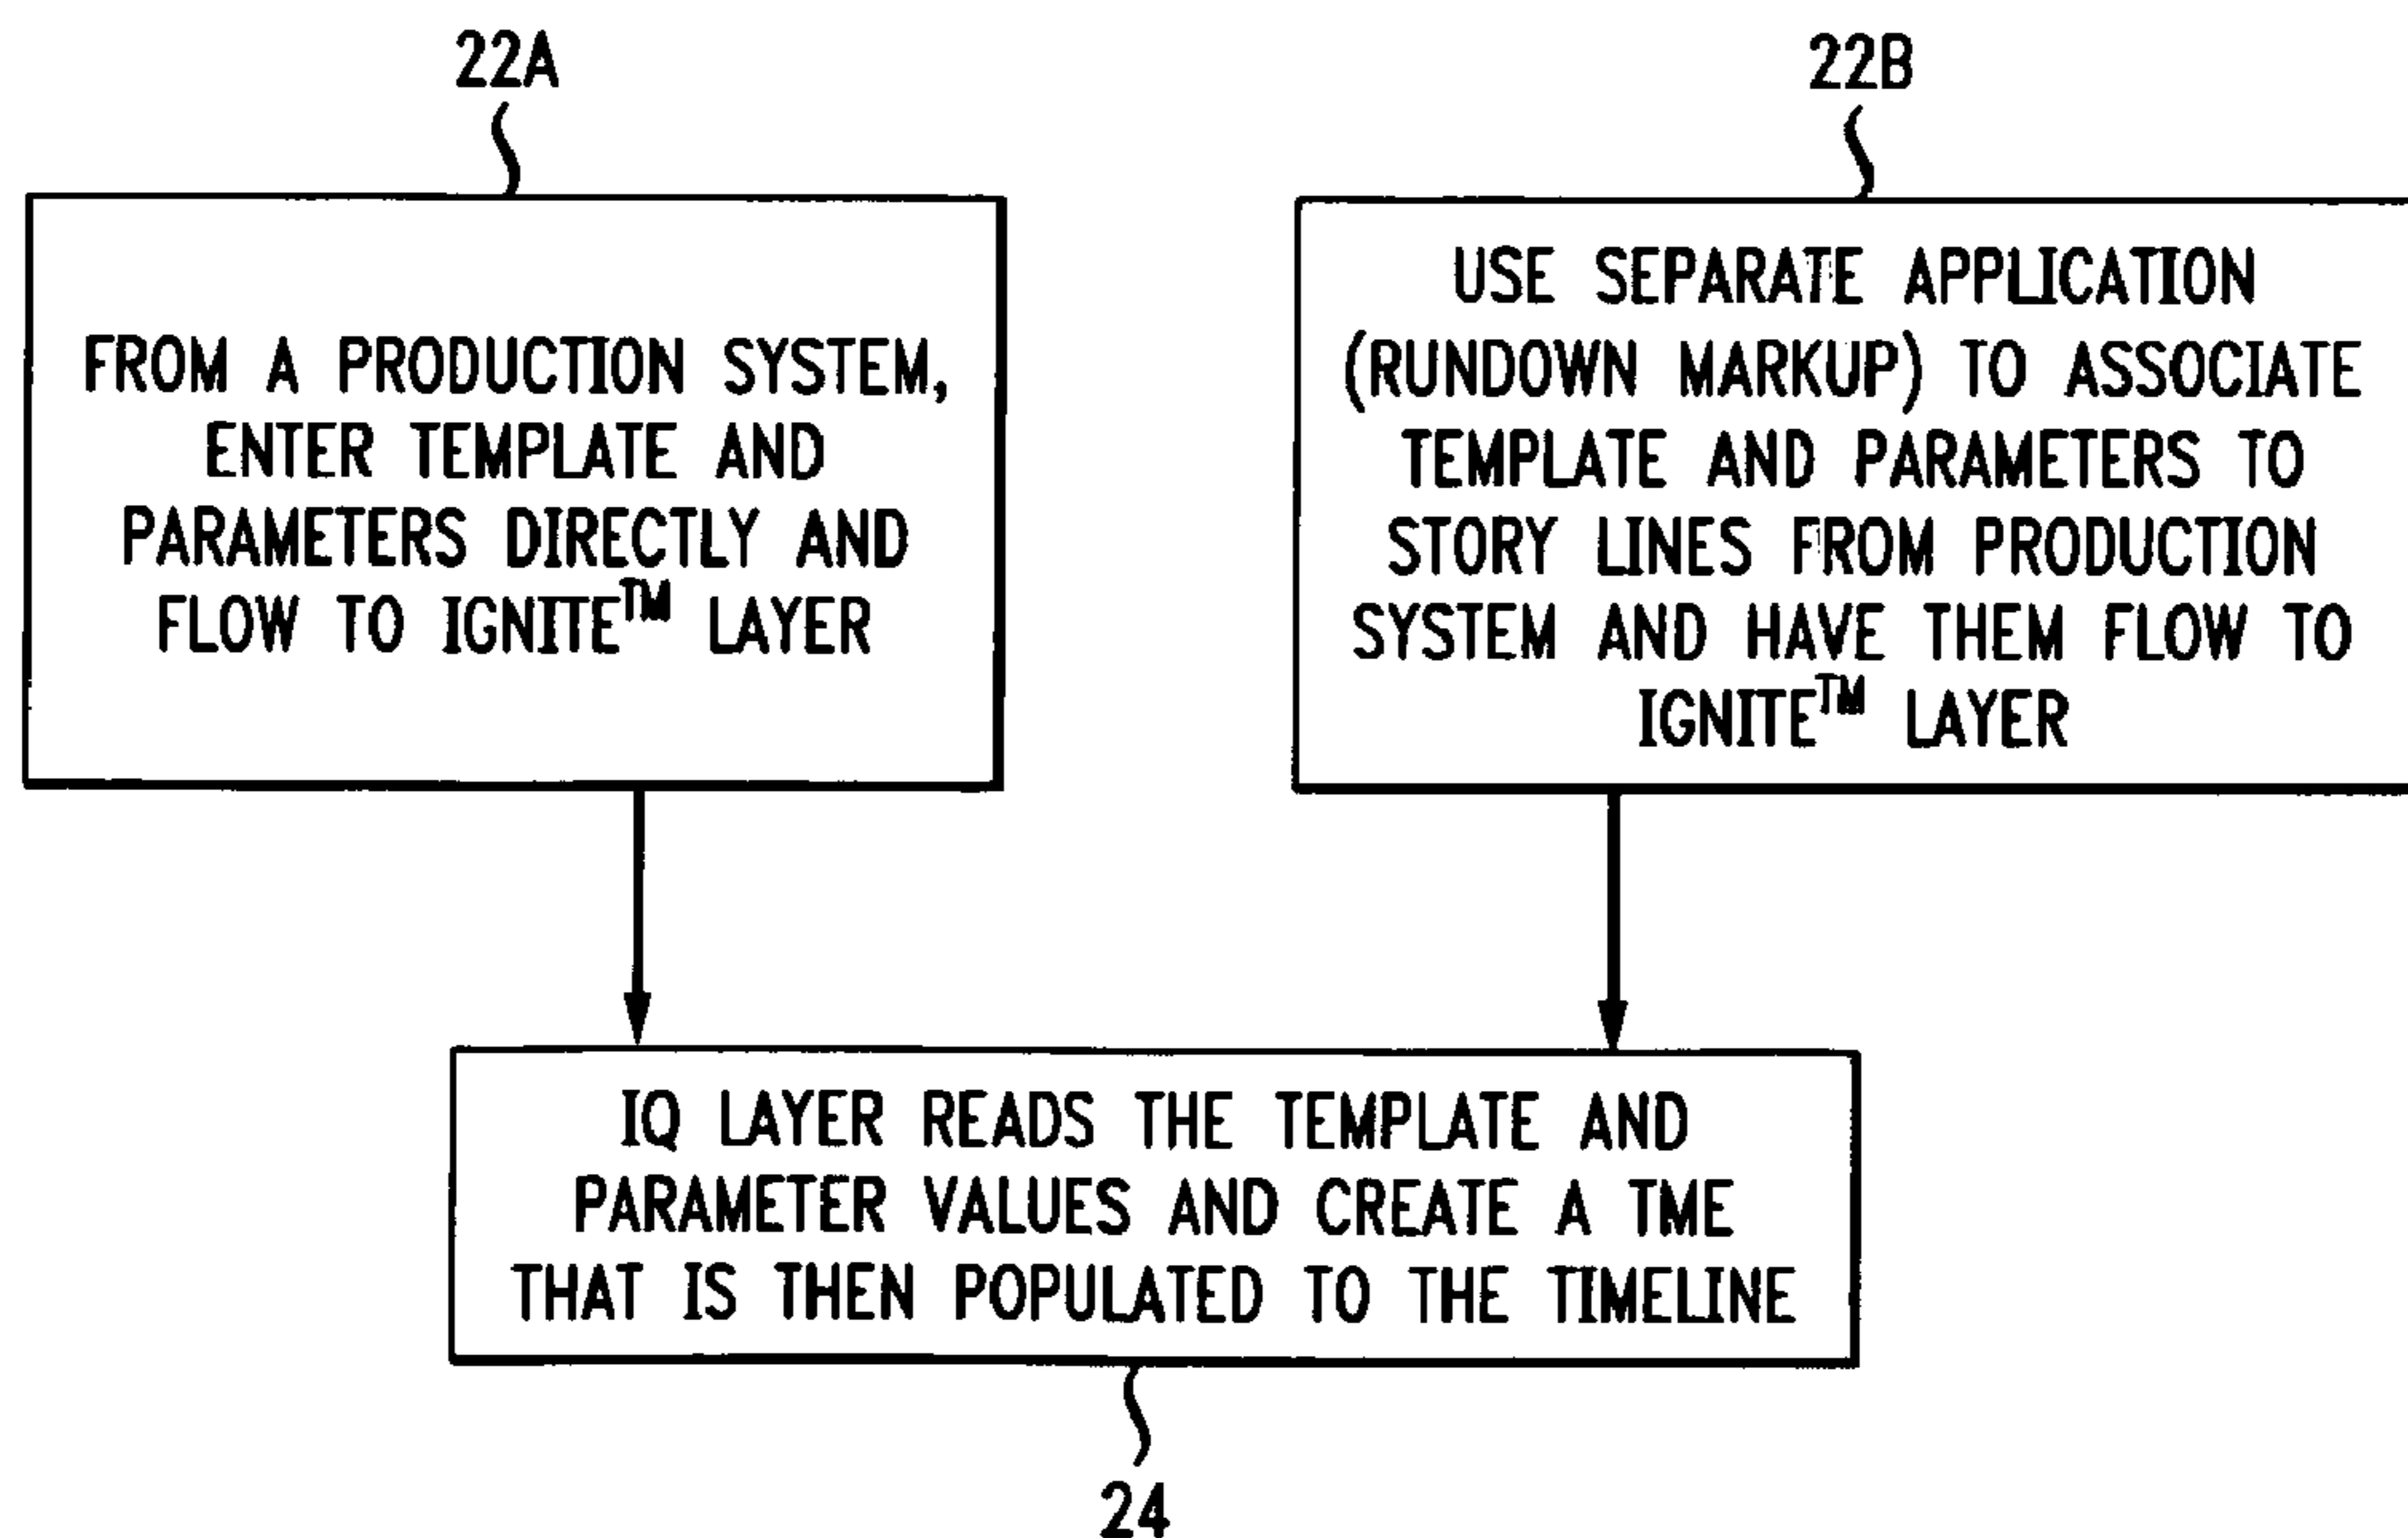 22A
FROM A PRODUCTION SYSTEM,
ENTER TEMPLATE AND
PARAMETERS DIRECTLY AND
FLOW TO IGNITE™ LAYER
22B
USE SEPARATE APPLICATION
(RUNDOWN MARKUP) TO ASSOCIATE
TEMPLATE AND PARAMETERS TO
STORY LINES FROM PRODUCTION
SYSTEM AND HAVE THEM FLOW TO
IGNITE™ LAYER
IQ LAYER READS THE TEMPLATE AND
PARAMETER VALUES AND CREATE A TME
THAT IS THEN POPULATED TO THE TIMELINE
24